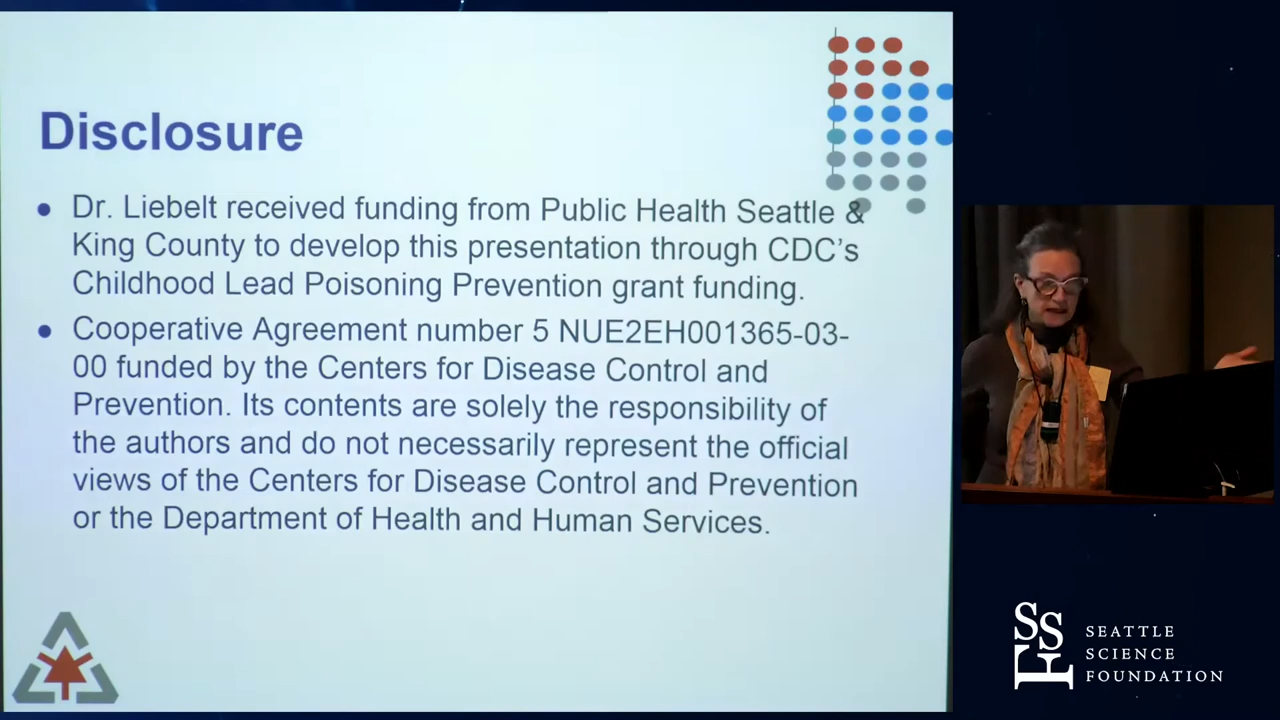 Disclosure
Dr. Liebelt received funding from Public Health Seattle &
King County to develop this presentation through CDC's
Childhood Lead Poisoning Prevention grant funding.
Cooperative Agreement number 5 NUE2EH001365-03-
00 funded by the Centers for Disease Control and
Prevention. Its contents are solely the responsibility of
the authors and do not necessarily represent the official
views of the Centers for Disease Control and Prevention
or the Department of Health and Human Services.
SSF
SEATTLE
SCIENCE
FOUNDATION